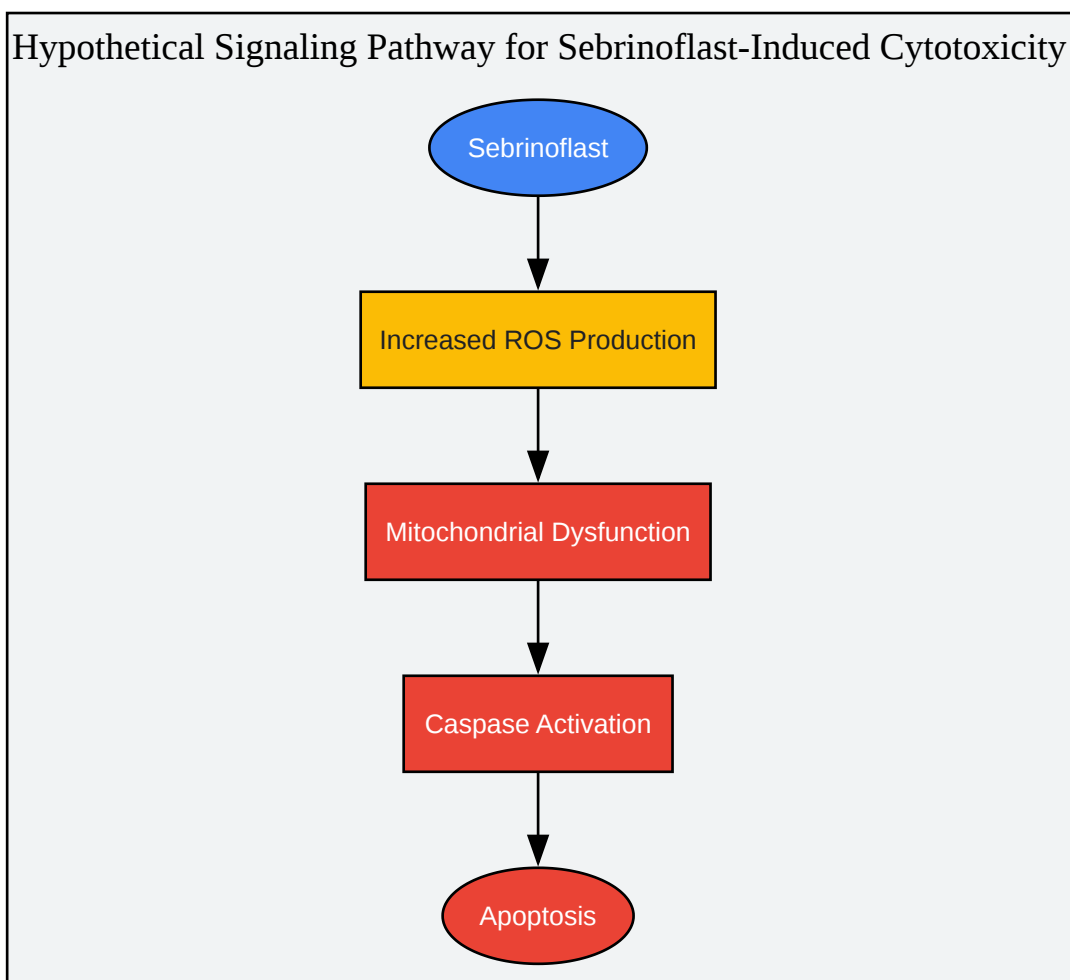 Hypothetical Signaling Pathway for Sebrinoflast-Induced Cytotoxicity
Sebrinoflast
Increased ROS Production
Mitochondrial Dysfunction
Caspase Activation
Apoptosis